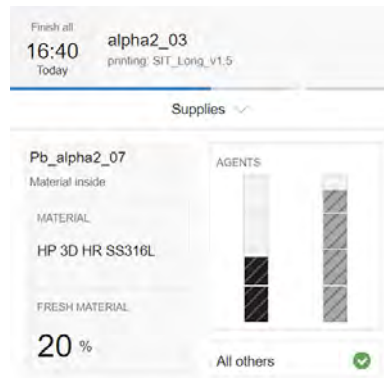 Finish all
16:40
Today
alpha2_03
printing: SIT_Long_v1.5
Supplies
Pb_alpha2_07
Material inside
MATERIAL
HP 3D HR SS316L
FRESH MATERIAL
20 %
AGENTS
All others